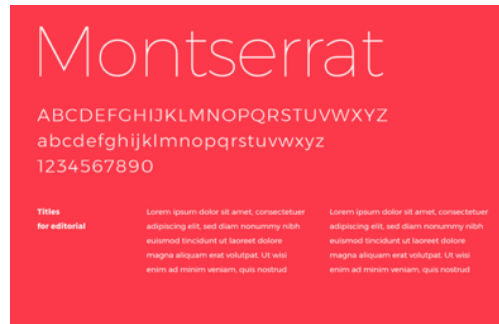 Montserrat
ABCDEFGHIJKLMNOPQRSTUVWXYZ
abcdefghijklmnopqrstuvwxyz
1234567890
Titles
for editorial
Lorem ipsum dolor sit amet, consectetuer
adipiscing elit, sed diam nonummy nibh
euismod tincidunt ut laoreet dolore
magna aliquam erat volutpat. Ut wisi
enim ad minim veniam, quis nostrud
Lorem ipsum dolor sit amet, consectetuer
adipiscing elit, sed diam nonummy nibh
euismod tincidunt ut laoreet dolore
magna aliquam erat volutpat. Ut wisi
enim ad minim veniam, quis nostrud